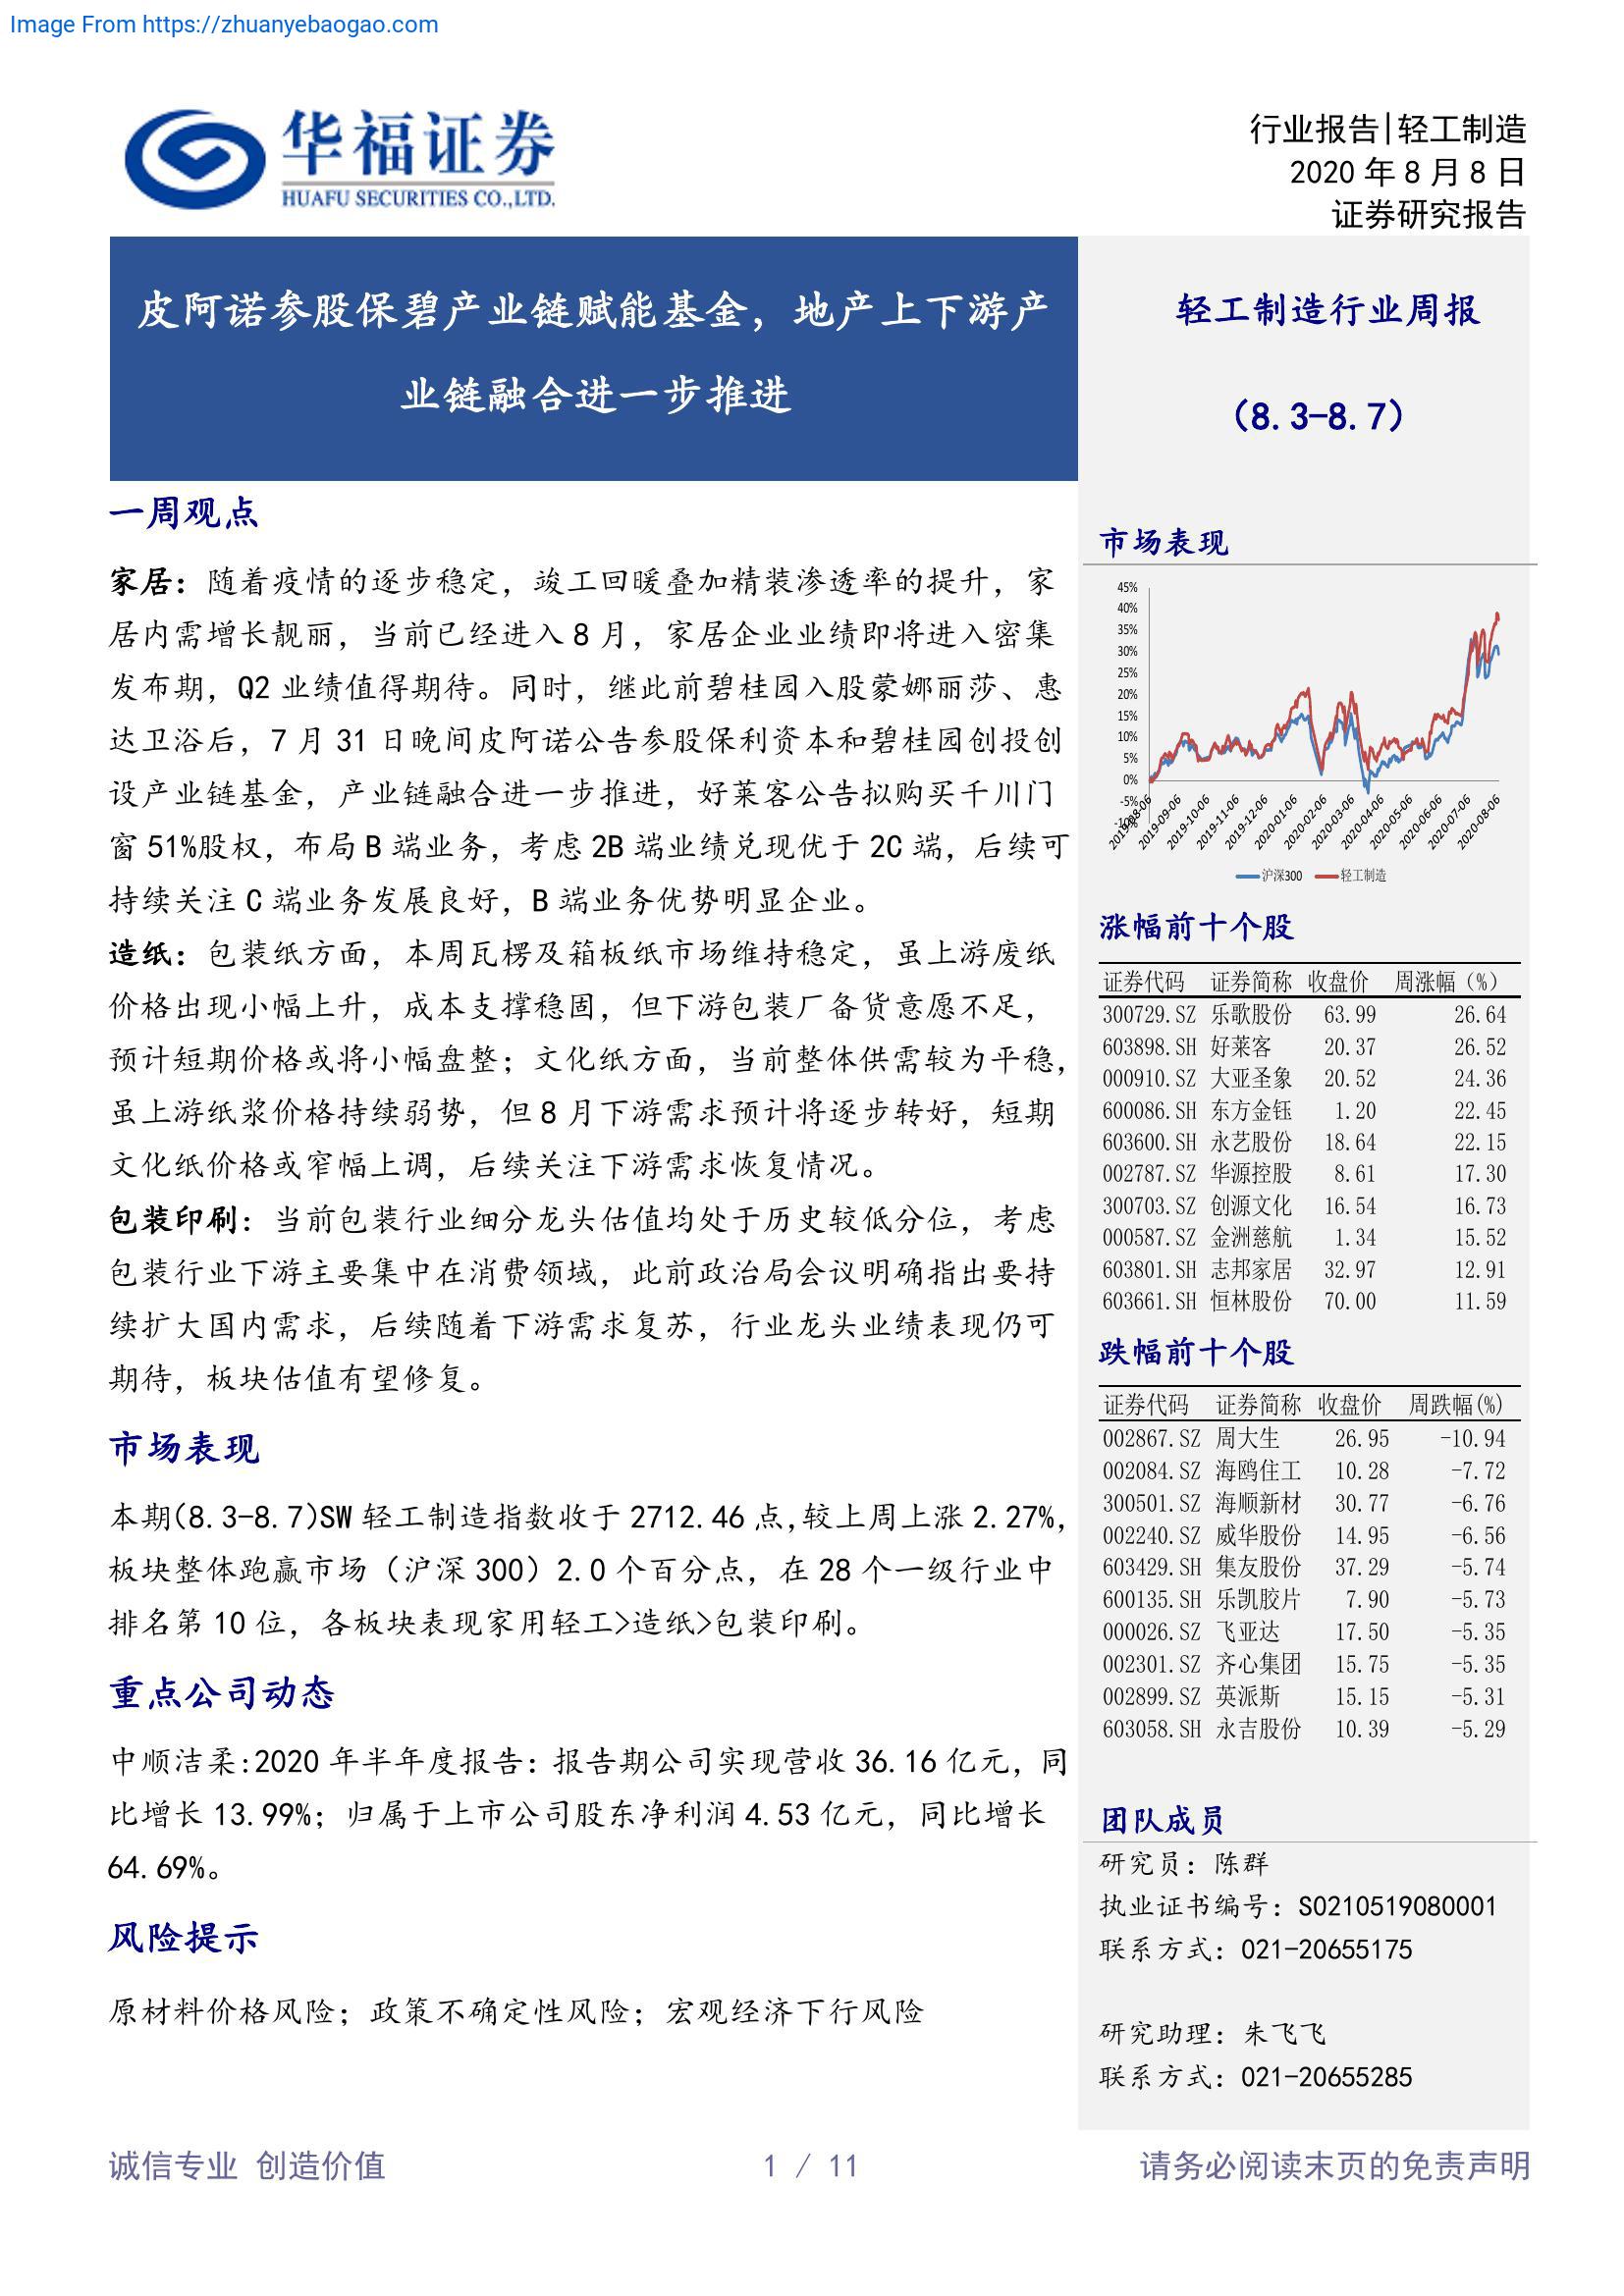 Image From https://zhuanyebaogao.com
华福证券
HUAFU SECURITIES CO.,LTD.
行业报告|轻工制造
2020 年 8 月 8 日
证券研究报告
皮阿诺参股保碧产业链赋能基金，地产上下游产
业链融合进一步推进
一周观点
家居：随着疫情的逐步稳定，竣工回暖叠加精装渗透率的提升，家
居内需增长靓丽，当前已经进入 8 月，家居企业业绩即将进入密集
发布期，Q2 业绩值得期待。同时，继此前碧桂园入股蒙娜丽莎、惠
达卫浴后，7 月 31 日晚间皮阿诺公告参股保利资本和碧桂园创投创
设产业链基金，产业链融合进一步推进，好莱客公告拟购买千川门
窗 51%股权，布局 B 端业务，考虑 2B 端业绩兑现优于 2C 端，后续可
持续关注 C 端业务发展良好，B 端业务优势明显企业。
造纸：包装纸方面，本周瓦楞及箱板纸市场维持稳定，虽上游废纸
价格出现小幅上升，成本支撑稳固，但下游包装厂备货意愿不足，
预计短期价格或将小幅盘整；文化纸方面，当前整体供需较为平稳，
虽上游纸浆价格持续弱势，但 8 月下游需求预计将逐步转好，短期
文化纸价格或窄幅上调，后续关注下游需求恢复情况。
包装印刷：当前包装行业细分龙头估值均处于历史较低分位，考虑
包装行业下游主要集中在消费领域，此前政治局会议明确指出要持
续扩大国内需求，后续随着下游需求复苏，行业龙头业绩表现仍可
期待，板块估值有望修复。
市场表现
本期(8.3-8.7)SW 轻工制造指数收于 2712.46 点,较上周上涨 2.27%,
板块整体跑赢市场（沪深 300）2.0 个百分点，在 28 个一级行业中
排名第 10 位，各板块表现家用轻工>造纸>包装印刷。
重点公司动态
中顺洁柔:2020 年半年度报告：报告期公司实现营收 36.16 亿元，同
比增长 13.99%；归属于上市公司股东净利润 4.53 亿元，同比增长
64.69%。
风险提示
原材料价格风险；政策不确定性风险；宏观经济下行风险
轻工制造行业周报
（8.3-8.7）
市场表现
45%
40%
35%
30%
25%
20%
15%
10%
5%
0%
-5%
-10%
2019-08-06
2019-09-06
2019-10-06
2019-11-06
2019-12-06
2020-01-06
2020-02-06
2020-03-06
2020-04-06
2020-05-06
2020-06-06
2020-07-06
2020-08-06
沪深300 轻工制造
涨幅前十个股
证券代码 证券简称 收盘价 周涨幅（%）
300729.SZ 乐歌股份 63.99 26.64
603898.SH 好莱客 20.37 26.52
000910.SZ 大亚圣象 20.52 24.36
600086.SH 东方金钰 1.20 22.45
603600.SH 永艺股份 18.64 22.15
002787.SZ 华源控股 8.61 17.30
300703.SZ 创源文化 16.54 16.73
000587.SZ 金洲慈航 1.34 15.52
603801.SH 志邦家居 32.97 12.91
603661.SH 恒林股份 70.00 11.59
跌幅前十个股
证券代码 证券简称 收盘价 周跌幅(%)
002867.SZ 周大生 26.95 -10.94
002084.SZ 海鸥住工 10.28 -7.72
300501.SZ 海顺新材 30.77 -6.76
002240.SZ 威华股份 14.95 -6.56
603429.SH 集友股份 37.29 -5.74
600135.SH 乐凯胶片 7.90 -5.73
000026.SZ 飞亚达 17.50 -5.35
002301.SZ 齐心集团 15.75 -5.35
002899.SZ 英派斯 15.15 -5.31
603058.SH 永吉股份 10.39 -5.29
团队成员
研究员：陈群
执业证书编号：S0210519080001
联系方式：021-20655175
研究助理：朱飞飞
联系方式：021-20655285
诚信专业 创造价值
1 / 11
请务必阅读末页的免责声明